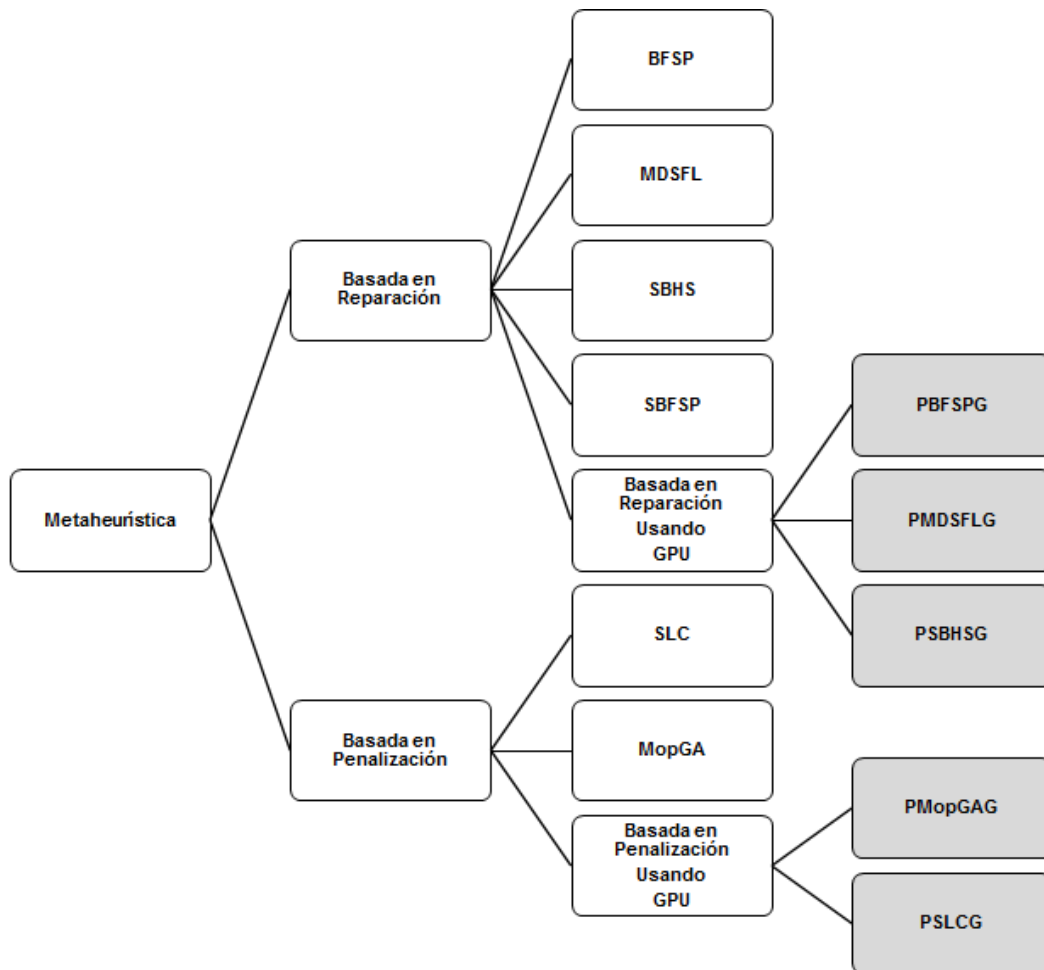 BFSP
MDSFL
Basada en
Reparación
SBHS
SBFSP
PBFSPG
Metaheurística
Basada en
Reparación
Usando
GPU
PMDSFLG
SLC
PSBHSG
Basada en
Penalización
MopGA
PMopGAG
Basada en
Penalización
Usando
GPU
PSLCG